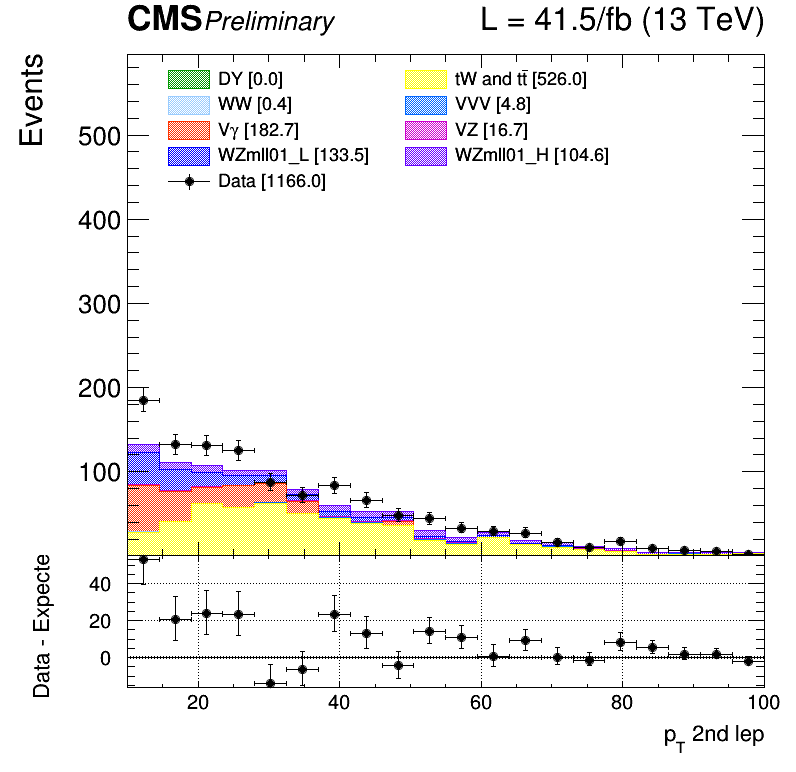 CMS Preliminary L = 41.5/fb (13 TeV)
Events
DY [0.0] tW and tt̄ [526.0]
WW [0.4] VVV [4.8]
Vγ [182.7] VZ [16.7]
WZmll01_L [133.5] WZmll01_H [104.6]
Data [1166.0]
500
400
300
200
100
Data - Expecte
40
20
0
20 40 60 80 100
p_T 2nd lep